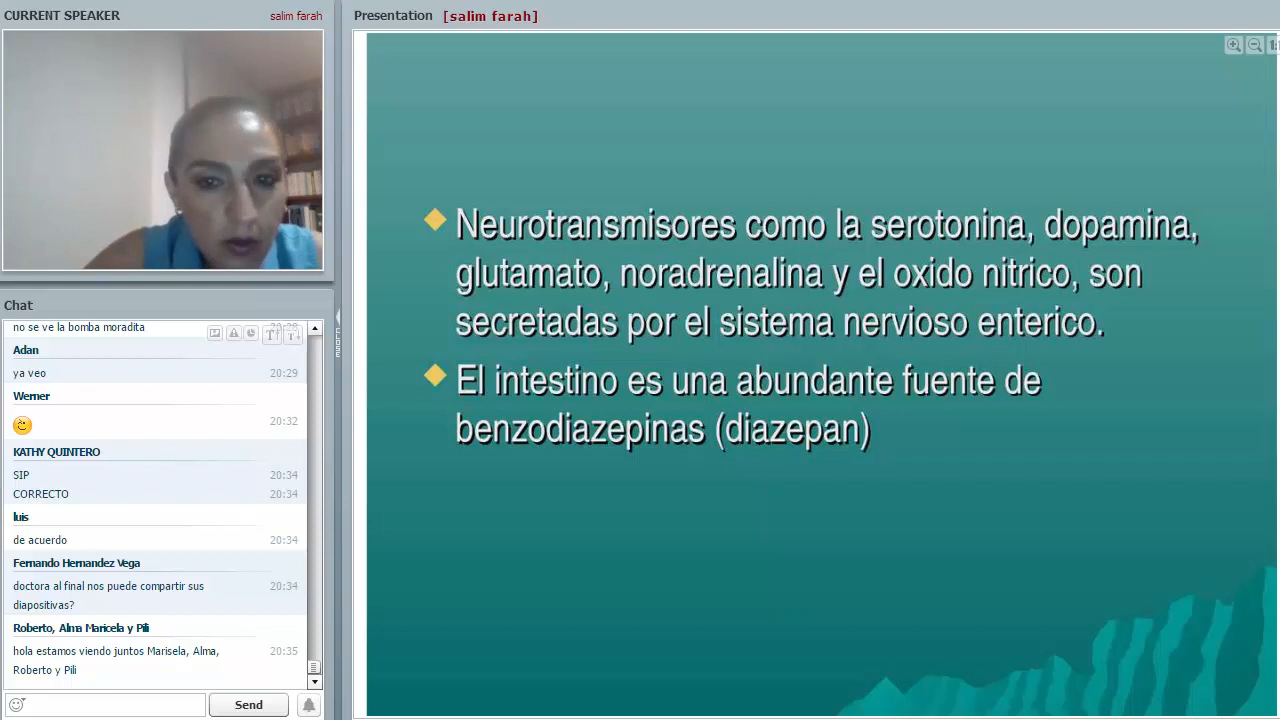 CURRENT SPEAKER
salim farah
Presentation
[salim farah]
Neurotransmisores como la serotonina, dopamina,
glutamato, noradrenalina y el oxido nitrico, son
secretadas por el sistema nervioso enterico.
El intestino es una abundante fuente de
benzodiazepinas (diazepan)
Chat
no se ve la bomba moradita
Adan
ya veo 20:29
Werner
20:32
KATHY QUINTERO
SIP 20:34
CORRECTO 20:34
luis
de acuerdo 20:34
Fernando Hernandez Vega
doctora al final nos puede compartir sus 20:34
diapositivas?
Roberto, Alma Maricela y Pili
hola estamos viendo juntos Marisela, Alma, 20:35
Roberto y Pili
Send
CLOSE